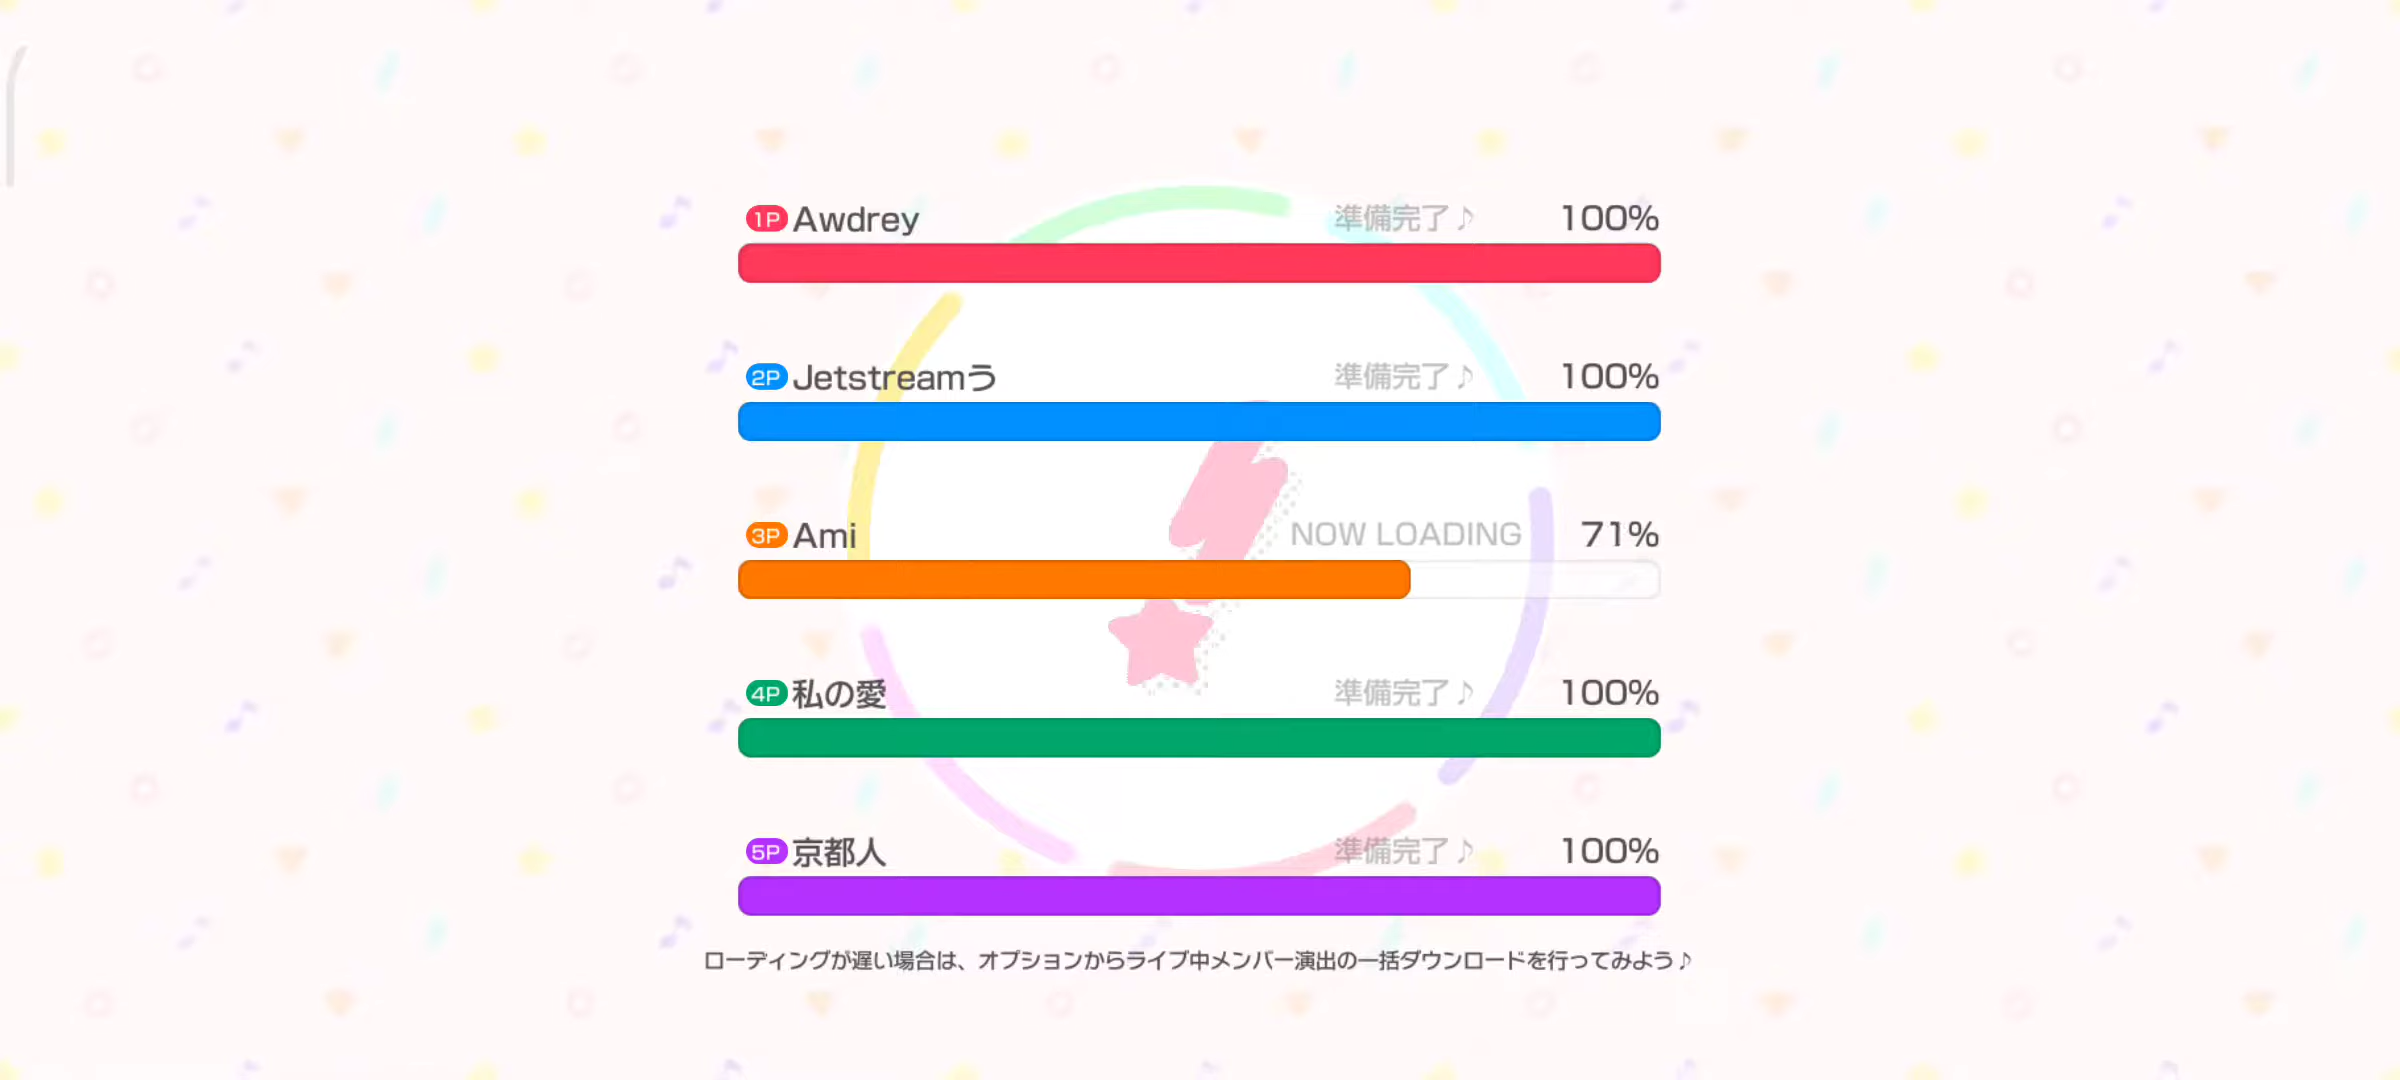 1P Awdrey 準備完了♪ 100%
2P Jetstreamう 準備完了♪ 100%
3P Ami NOW LOADING 71%
4P 私の愛 準備完了♪ 100%
5P 京都人 準備完了♪ 100%
ローディングが遅い場合は、オプションからライブ中メンバー演出の一括ダウンロードを行ってみよう♪